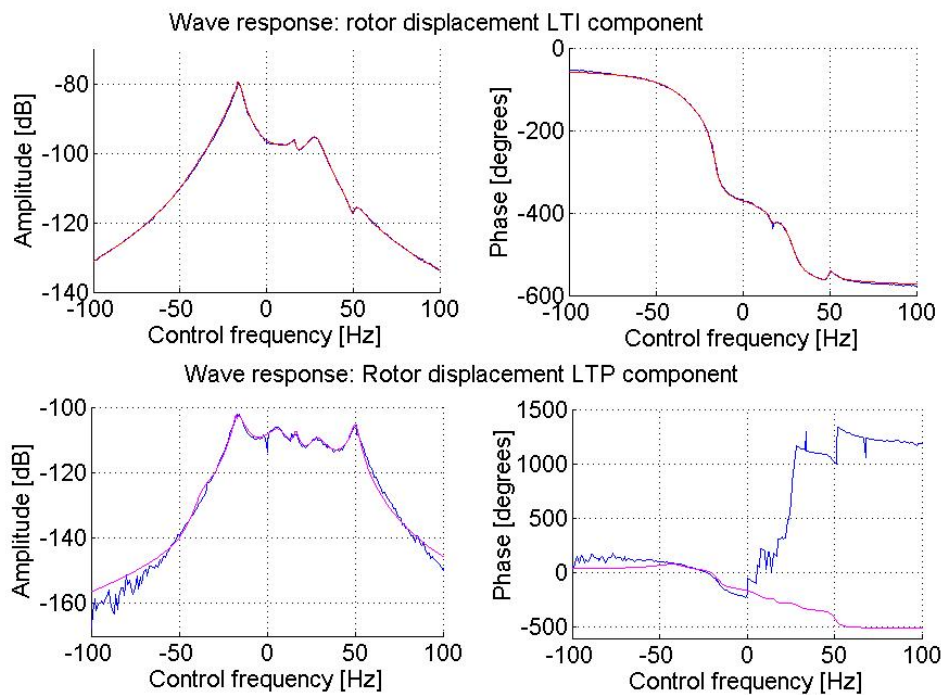 Wave response: rotor displacement LTI component
Amplitude [dB]
-80
-100
-120
-140
-100 -50 0 50 100
Control frequency [Hz]
Phase [degrees]
0
-200
-400
-600
-100 -50 0 50 100
Control frequency [Hz]
Wave response: Rotor displacement LTP component
Amplitude [dB]
-100
-120
-140
-160
-100 -50 0 50 100
Control frequency [Hz]
Phase [degrees]
1500
1000
500
0
-500
-100 -50 0 50 100
Control frequency [Hz]